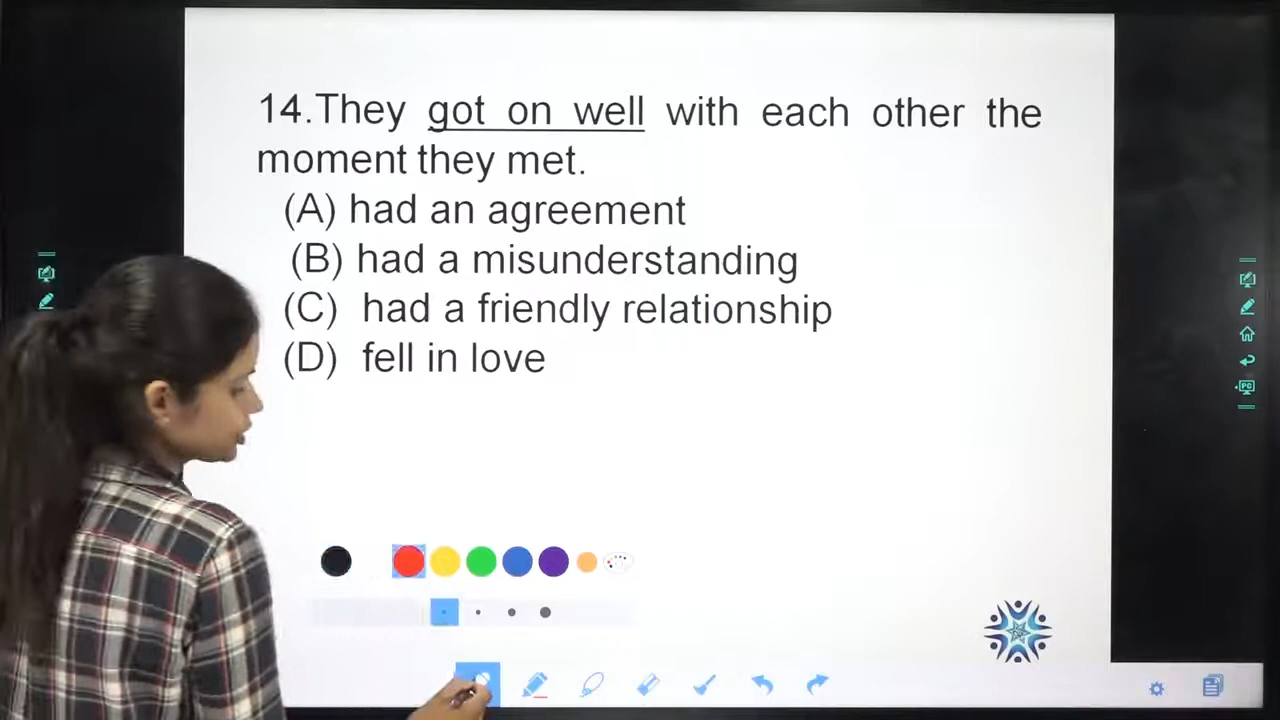 14.They got on well with each other the
moment they met.
(A) had an agreement
(B) had a misunderstanding
(C) had a friendly relationship
(D) fell in love
PC